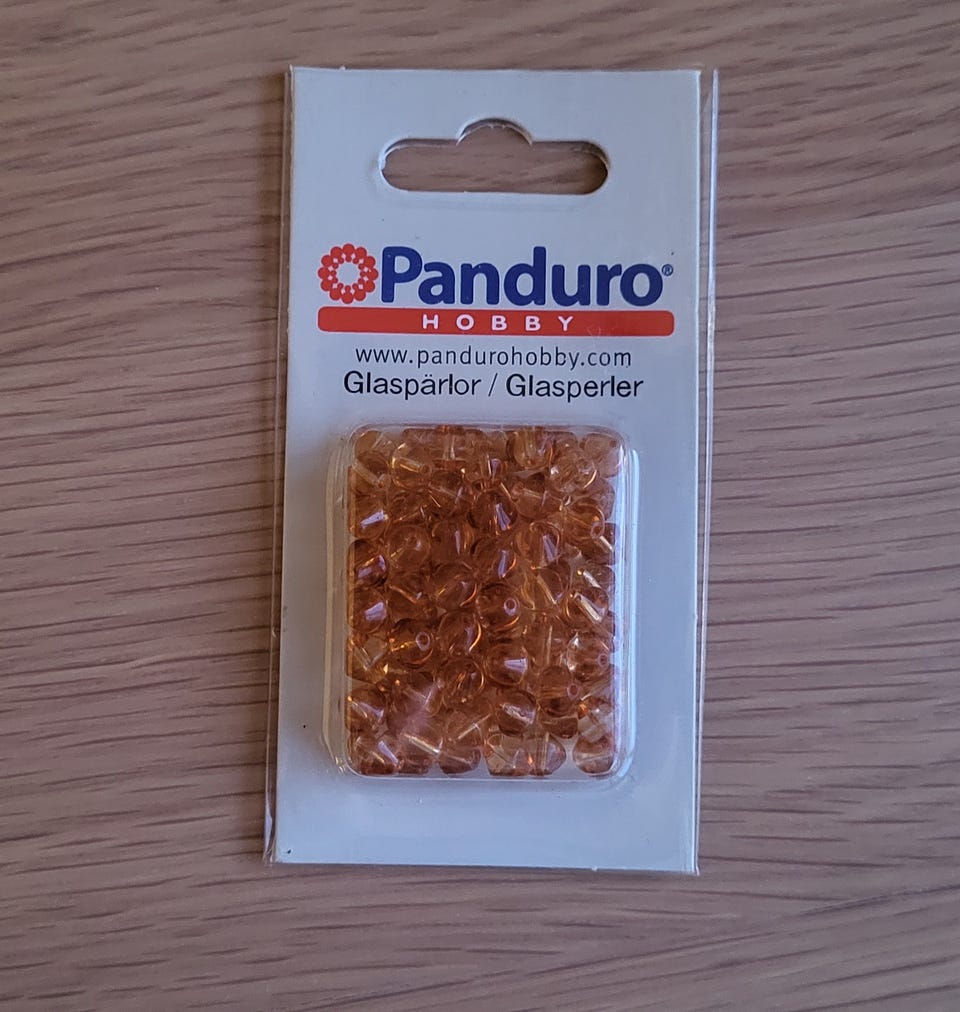 Panduro®
HOBBY
www.pandurohobby.com
Glaspärlor / Glasperler